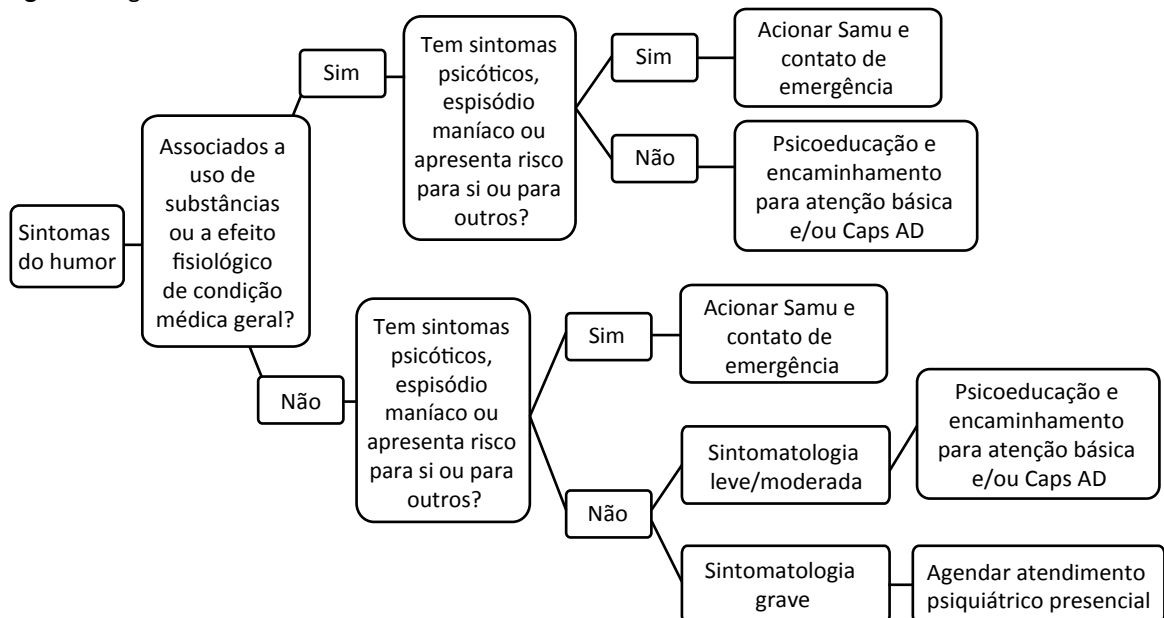 Sintomas
do humor
Associados a
uso de
substâncias
ou a efeito
fisiológico
de condição
médica geral?
Sim
Tem sintomas
psicóticos,
espisódio
maníaco ou
apresenta risco
para si ou para
outros?
Sim
Acionar Samu e
contato de
emergência
Não
Psicoeducação e
encaminhamento
para atenção básica
e/ou Caps AD
Não
Tem sintomas
psicóticos,
espisódio
maníaco ou
apresenta risco
para si ou para
outros?
Sim
Acionar Samu e
contato de
emergência
Não
Sintomatologia
leve/moderada
Psicoeducação e
encaminhamento
para atenção básica
e/ou Caps AD
Sintomatologia
grave
Agendar atendimento
psiquiátrico presencial